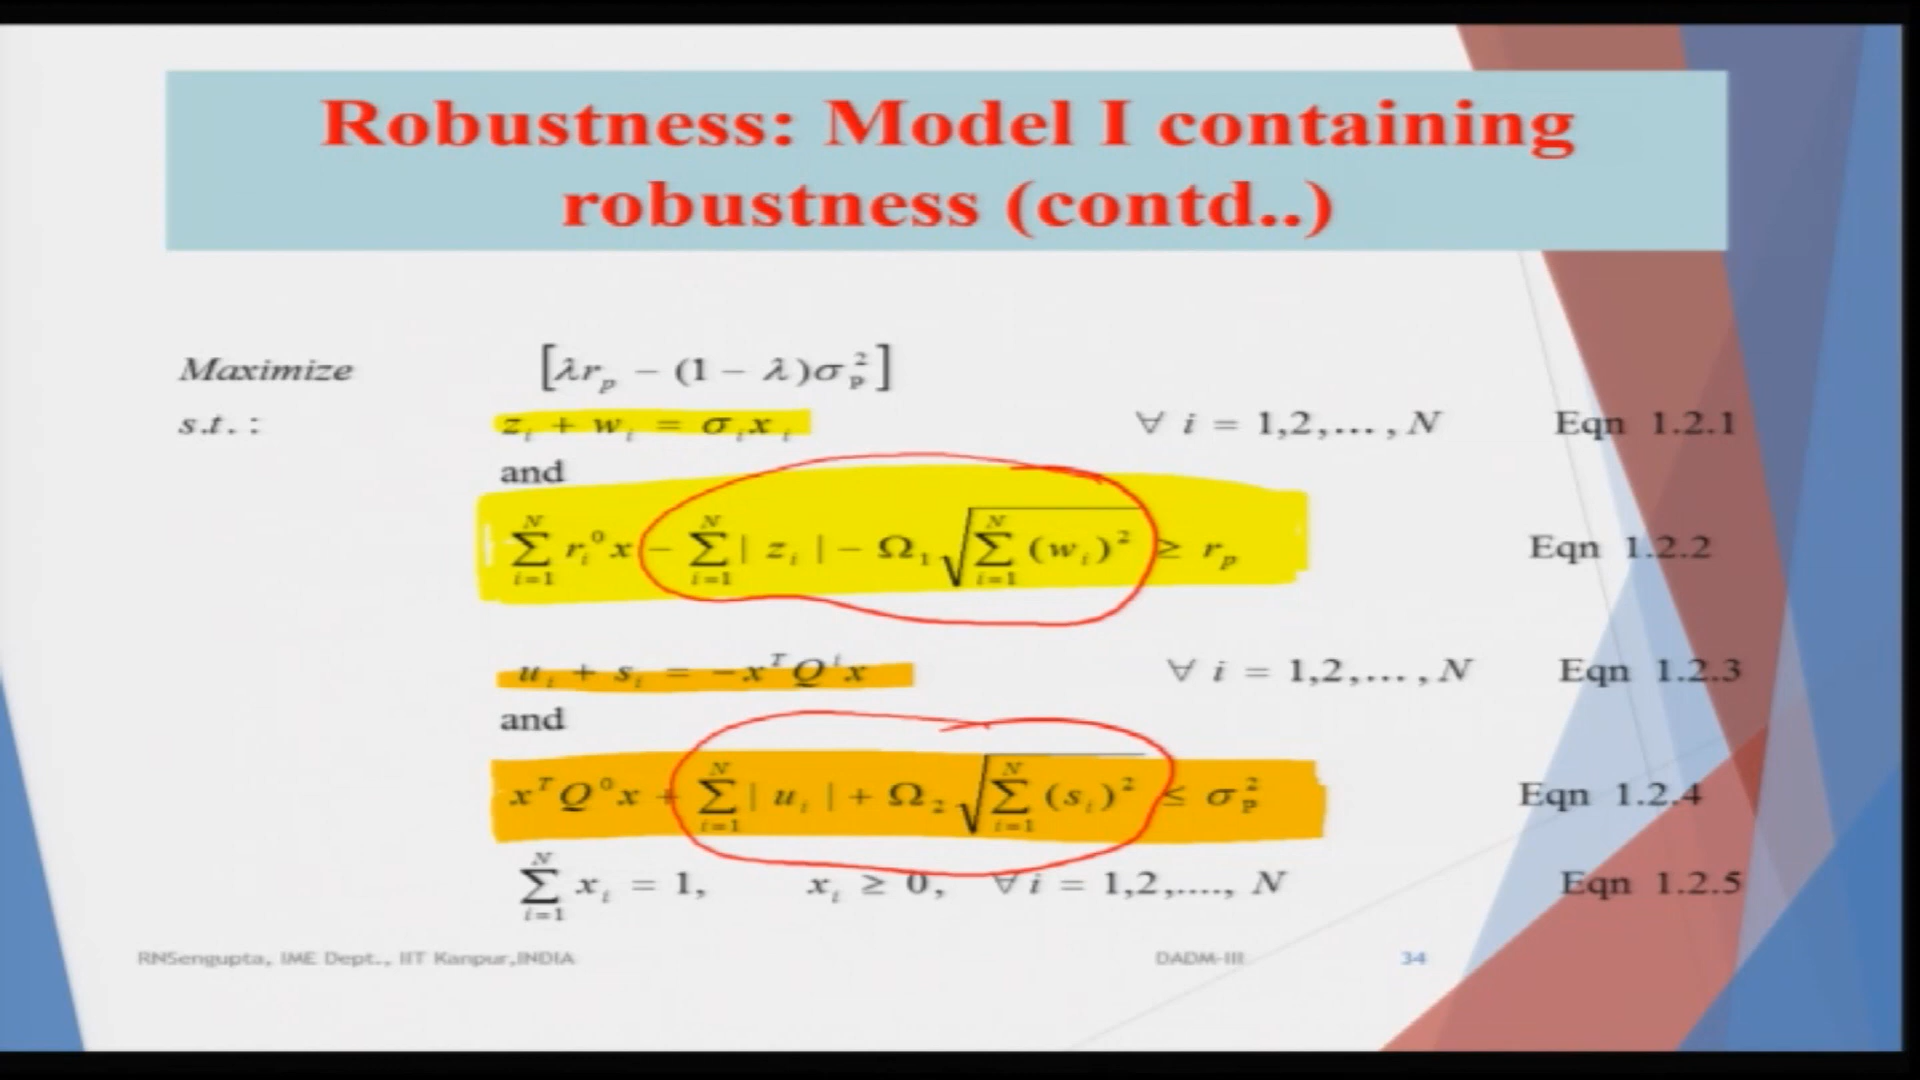 Robustness: Model I containing
robustness (contd..)
Maximize [λr_p − (1 − λ)σ_p^2]
s.t. : z_i + w_i = σ_i x_i ∀ i = 1,2,…, N Eqn 1.2.1
and
∑_{i=1}^{N} r_i^0 x − ∑_{i=1}^{N} | z_i | − Ω_1 √(∑_{i=1}^{N} (w_i)^2) ≥ r_p Eqn 1.2.2
u_i + s_i = −x^T Q^i x ∀ i = 1,2,…, N Eqn 1.2.3
and
x^T Q^0 x + ∑_{i=1}^{N} | u_i | + Ω_2 √(∑_{i=1}^{N} (s_i)^2) ≤ σ_p^2 Eqn 1.2.4
∑_{i=1}^{N} x_i = 1, x_i ≥ 0, ∀ i = 1,2,...., N Eqn 1.2.5
RNSengupta, IME Dept., IIT Kanpur,INDIA DADM-III 34